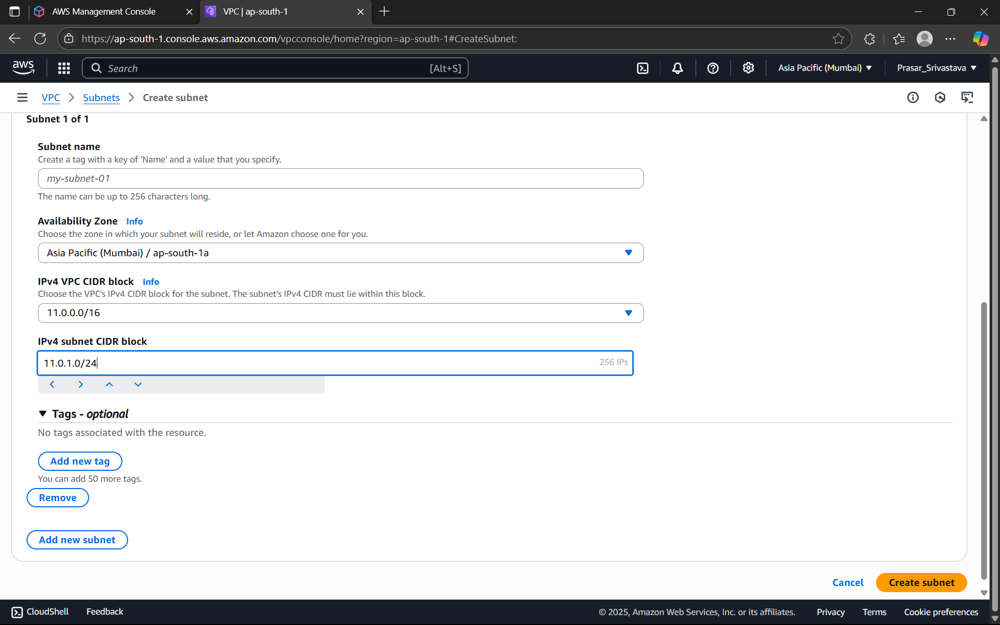 AWS Management Console
VPC | ap-south-1
https://ap-south-1.console.aws.amazon.com/vpcconsole/home?region=ap-south-1#CreateSubnet:
aws
Search
[Alt+S]
Asia Pacific (Mumbai)
Prasar_Srivastava
VPC
Subnets
Create subnet
Subnet 1 of 1
Subnet name
Create a tag with a key of 'Name' and a value that you specify.
my-subnet-01
The name can be up to 256 characters long.
Availability Zone Info
Choose the zone in which your subnet will reside, or let Amazon choose one for you.
Asia Pacific (Mumbai) / ap-south-1a
IPv4 VPC CIDR block Info
Choose the VPC's IPv4 CIDR block for the subnet. The subnet's IPv4 CIDR must lie within this block.
11.0.0.0/16
IPv4 subnet CIDR block
11.0.1.0/24
256 IPs
Tags - optional
No tags associated with the resource.
Add new tag
You can add 50 more tags.
Remove
Add new subnet
Cancel
Create subnet
CloudShell
Feedback
© 2025, Amazon Web Services, Inc. or its affiliates.
Privacy
Terms
Cookie preferences